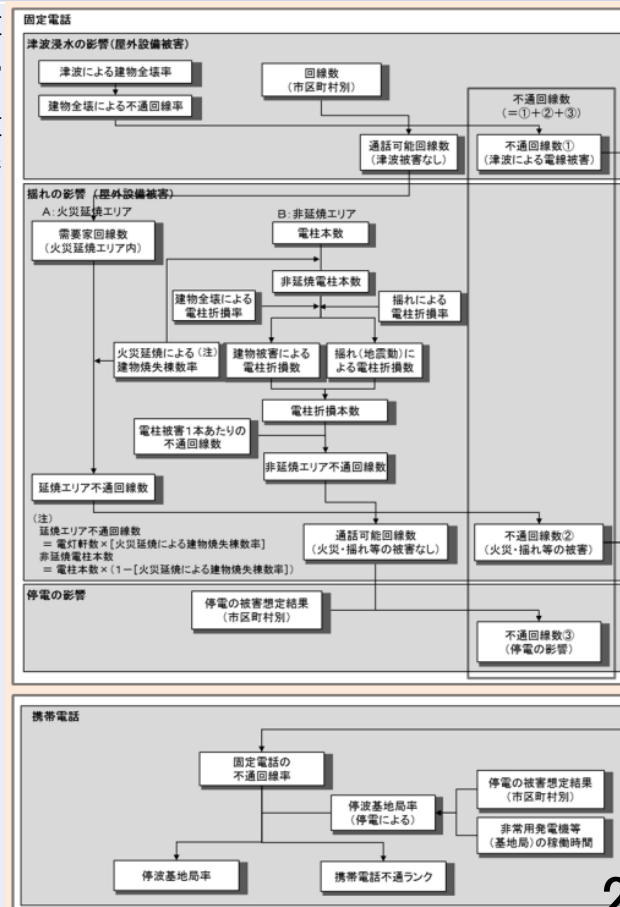 固定電話
津波浸水の影響(屋外設備被害)
津波による建物全壊率
建物全壊による不通回線率
回線数
(市区町村別)
不通回線数
(=①+②+③)
通話可能回線数
(津波被害なし)
不通回線数①
(津波による電線被害)
揺れの影響 (屋外設備被害)
A:火災延焼エリア
需要家回線数
(火災延焼エリア内)
B:非延焼エリア
電柱本数
非延焼電柱本数
建物全壊による
電柱折損率
揺れによる
電柱折損率
火災延焼による(注)
建物焼失棟数率
建物被害による
電柱折損数
揺れ(地震動)に
よる電柱折損数
電柱折損本数
電柱被害1本あたりの
不通回線数
非延焼エリア不通回線数
延焼エリア不通回線数
(注)
延焼エリア不通回線数
= 電灯軒数×[火災延焼による建物焼失棟数率]
非延焼電柱本数
= 電柱本数×(1-[火災延焼による建物焼失棟数率])
通話可能回線数
(火災・揺れ等の被害なし)
不通回線数②
(火災・揺れ等の被害)
停電の影響
停電の被害想定結果
(市区町村別)
不通回線数③
(停電の影響)
携帯電話
固定電話の
不通回線率
停波基地局率
(停電による)
停電の被害想定結果
(市区町村別)
非常用発電機等
(基地局)の稼働時間
停波基地局率
携帯電話不通ランク